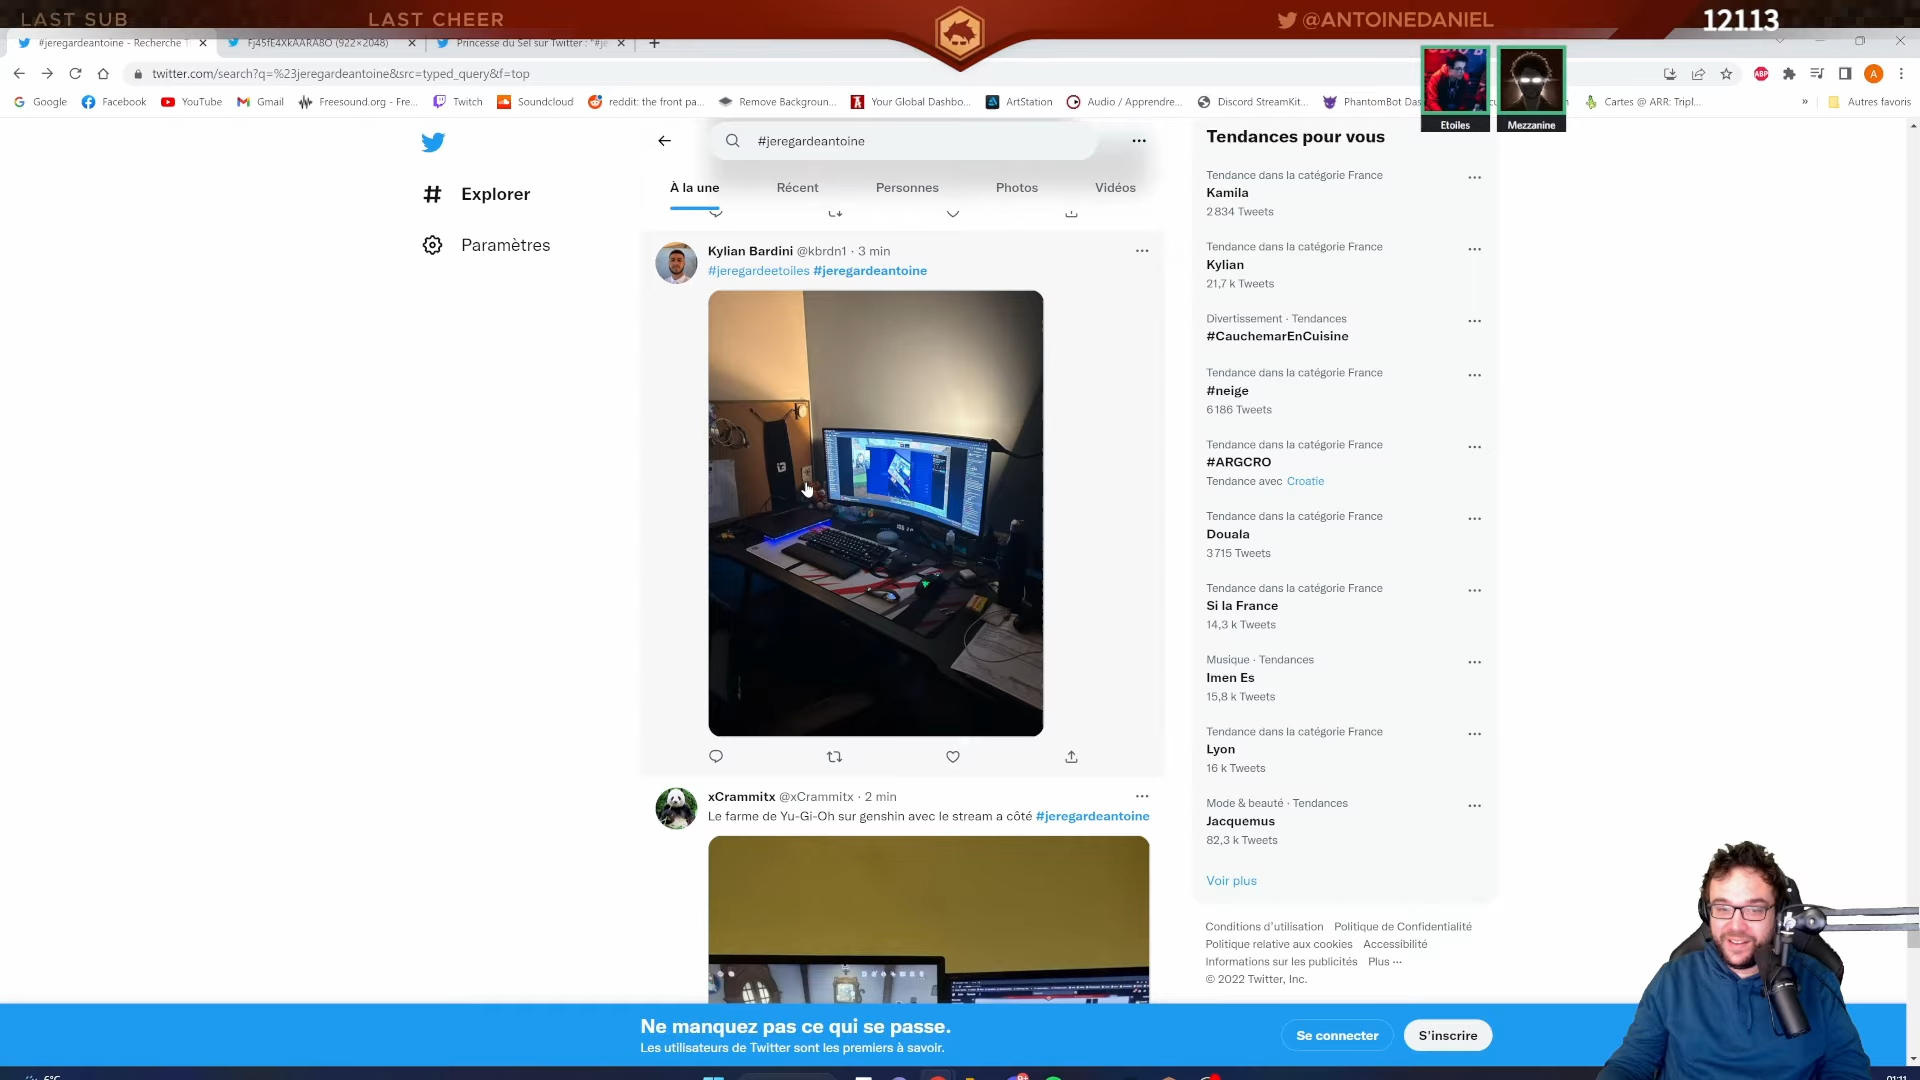 LAST SUB
LAST CHEER
@ANTOINEDANIEL
12113
#jeregardeantoine - Recherche T
Fj45fE4XkAARA8O (922×2048)
Princesse du Sel sur Twitter : "#je
twitter.com/search?q=%23jeregardeantoine&src=typed_query&f=top
ABP
A
Google
Facebook
YouTube
Gmail
Freesound.org - Fre...
Twitch
Soundcloud
reddit: the front pa...
Remove Backgroun...
Your Global Dashbo...
ArtStation
Audio / Apprendre...
Discord StreamKit...
PhantomBot Das
Cartes @ ARR: Tripl...
»
Autres favoris
Etoiles
Mezzanine
#jeregardeantoine
À la une
Récent
Personnes
Photos
Vidéos
Explorer
Paramètres
Kylian Bardini @kbrdn1 · 3 min
#jeregardeetoiles #jeregardeantoine
xCrammitx @xCrammitx · 2 min
Le farme de Yu-Gi-Oh sur genshin avec le stream a côté #jeregardeantoine
Tendances pour vous
Tendance dans la catégorie France
Kamila
2 834 Tweets
Tendance dans la catégorie France
Kylian
21,7 k Tweets
Divertissement · Tendances
#CauchemarEnCuisine
Tendance dans la catégorie France
#neige
6 186 Tweets
Tendance dans la catégorie France
#ARGCRO
Tendance avec Croatie
Tendance dans la catégorie France
Douala
3 715 Tweets
Tendance dans la catégorie France
Si la France
14,3 k Tweets
Musique · Tendances
Imen Es
15,8 k Tweets
Tendance dans la catégorie France
Lyon
16 k Tweets
Mode & beauté · Tendances
Jacquemus
82,3 k Tweets
Voir plus
Conditions d'utilisation Politique de Confidentialité
Politique relative aux cookies Accessibilité
Informations sur les publicités Plus ···
© 2022 Twitter, Inc.
Ne manquez pas ce qui se passe.
Les utilisateurs de Twitter sont les premiers à savoir.
Se connecter
S'inscrire